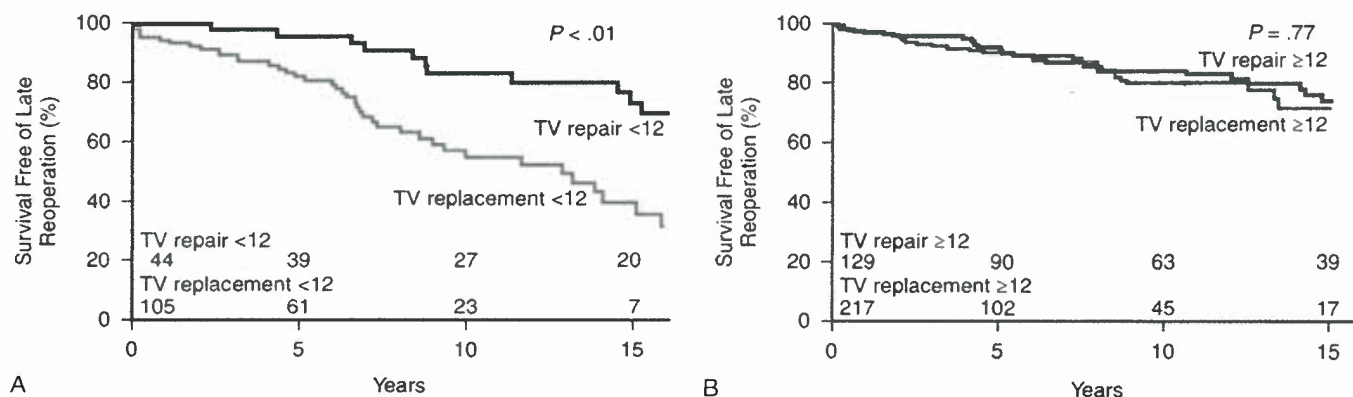 100
80
60
40
20
0
Survival Free of Late
Reoperation (%)
P < .01
TV repair <12
TV replacement <12
TV repair <12
44 39 27 20
TV replacement <12
105 61 23 7
0 5 10 15
Years
A
100
80
60
40
20
0
Survival Free of Late
Reoperation (%)
P = .77
TV repair ≥12
TV replacement ≥12
TV repair ≥12
129 90 63 39
TV replacement ≥12
217 102 45 17
0 5 10 15
Years
B